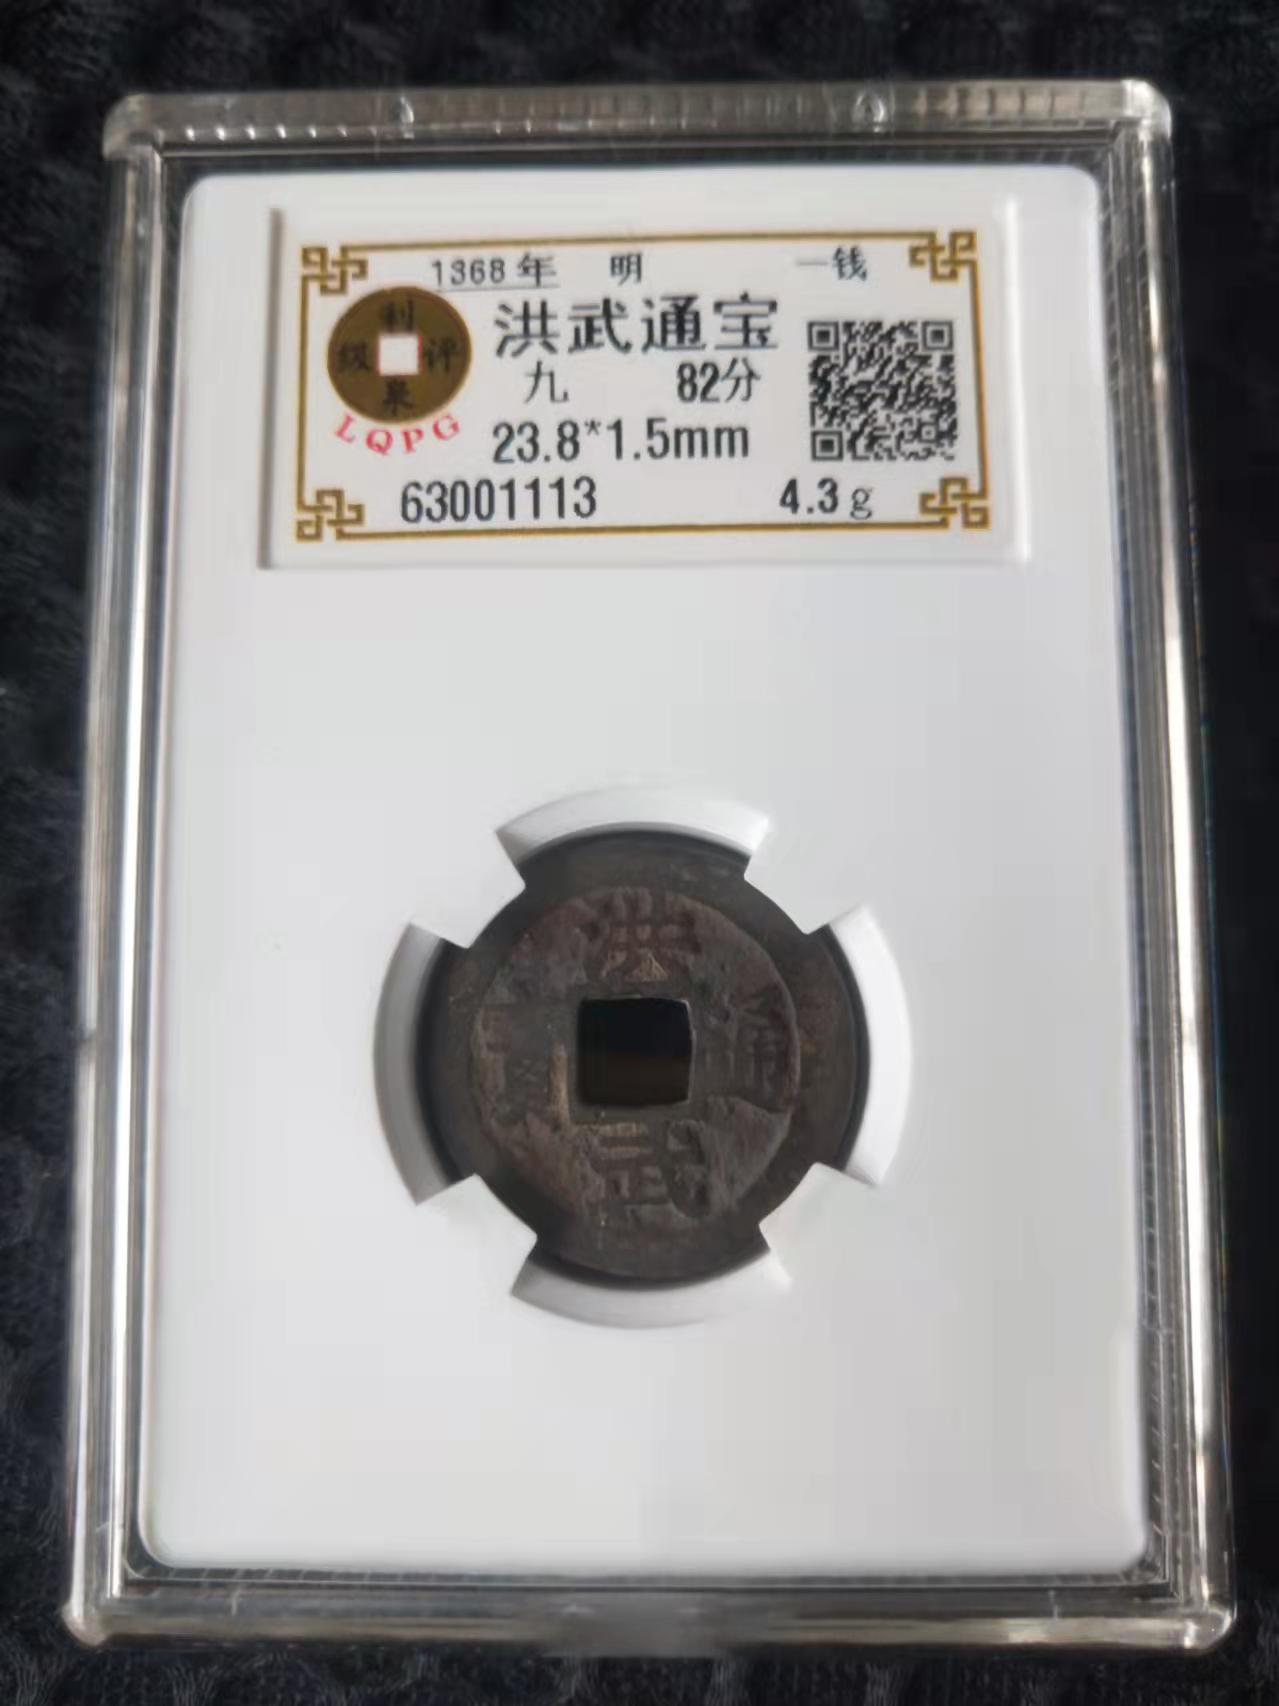 1368年 明 一钱
利泉评级
LQPG
洪武通宝
九 82分
23.8*1.5mm
63001113 4.3g
洪武通